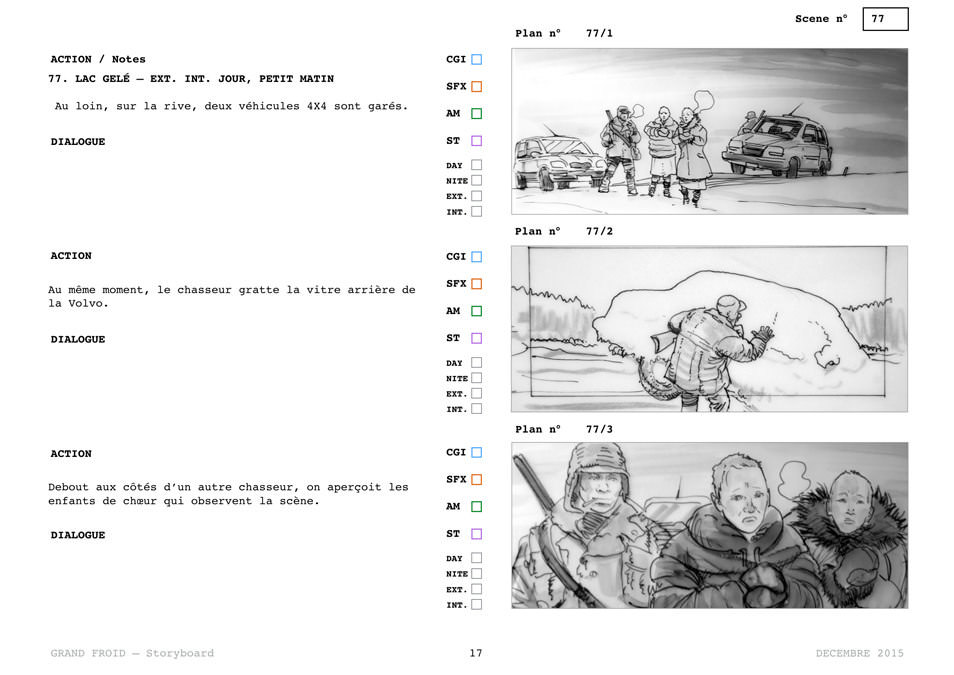 Scene nº 77
Plan nº 77/1
ACTION / Notes
77. LAC GELÉ — EXT. INT. JOUR, PETIT MATIN
Au loin, sur la rive, deux véhicules 4X4 sont garés.
DIALOGUE
CGI
SFX
AM
ST
DAY
NITE
EXT.
INT.
Plan nº 77/2
ACTION
Au même moment, le chasseur gratte la vitre arrière de
la Volvo.
DIALOGUE
CGI
SFX
AM
ST
DAY
NITE
EXT.
INT.
Plan nº 77/3
ACTION
Debout aux côtés d’un autre chasseur, on aperçoit les
enfants de chœur qui observent la scène.
DIALOGUE
CGI
SFX
AM
ST
DAY
NITE
EXT.
INT.
GRAND FROID — Storyboard
17
DECEMBRE 2015